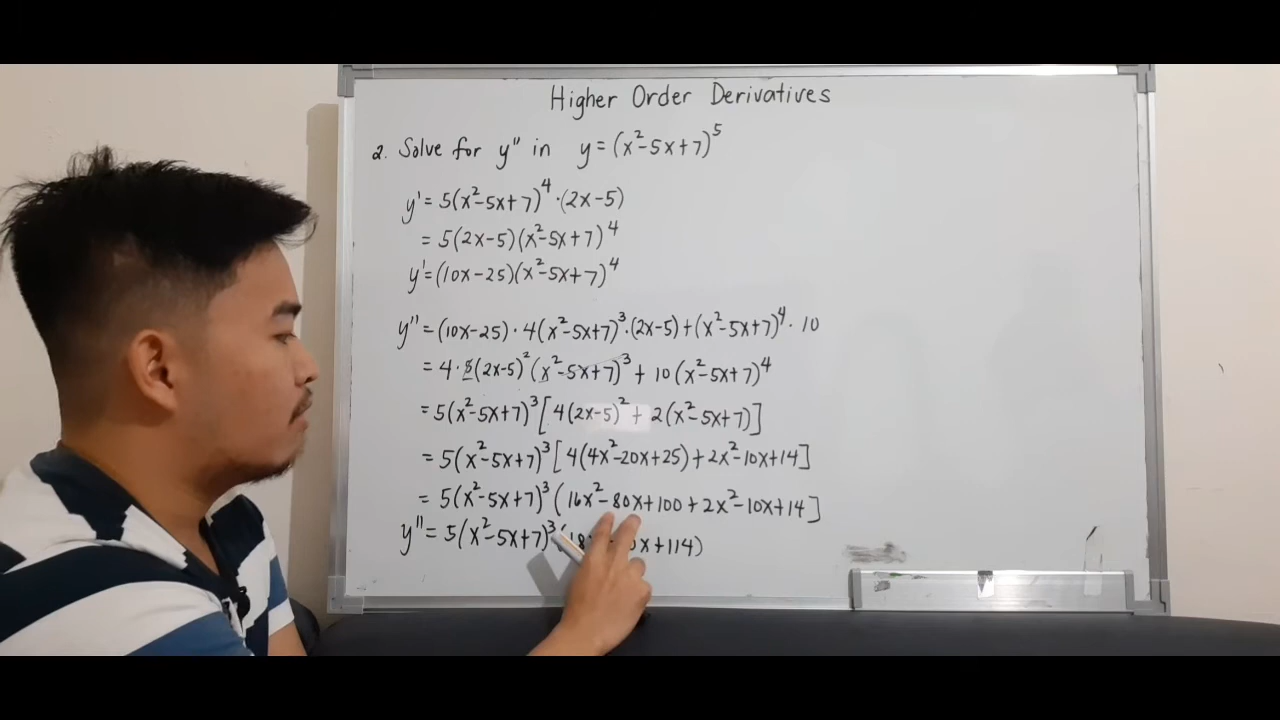 Higher Order Derivatives
2. Solve for y" in y = (x²-5x+7)⁵
y' = 5(x²-5x+7)⁴·(2x-5)
= 5(2x-5)(x²-5x+7)⁴
y' = (10x-25)(x²-5x+7)⁴
y" = (10x-25)·4(x²-5x+7)³·(2x-5)+(x²-5x+7)⁴·10
= 4·5(2x-5)²(x²-5x+7)³ + 10(x²-5x+7)⁴
= 5(x²-5x+7)³[4(2x-5)²+ 2(x²-5x+7)]
= 5(x²-5x+7)³[4(4x²-20x+25)+2x²-10x+14]
= 5(x²-5x+7)³(16x²-80x+100+2x²-10x+14]
y" = 5(x²-5x+7)³(18 x+114)